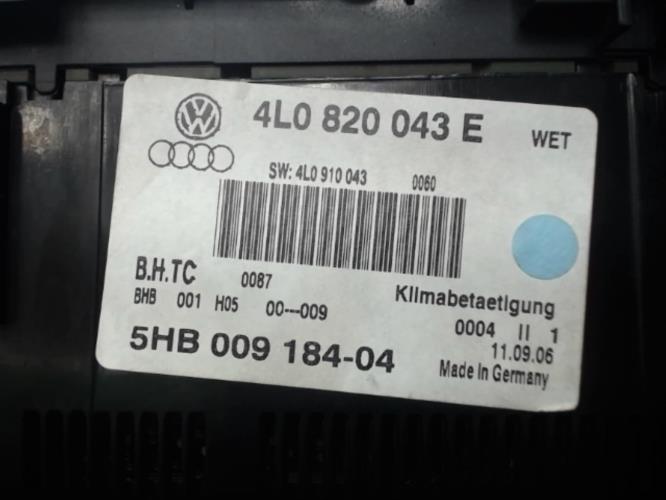 4L0 820 043 E WET
SW: 4L0 910 043 0060
B.H.TC 0087
BHB 001 H05 00---009
Klimabetaetigung
0004 II 1
5HB 009 184-04
11.09.06
Made In Germany